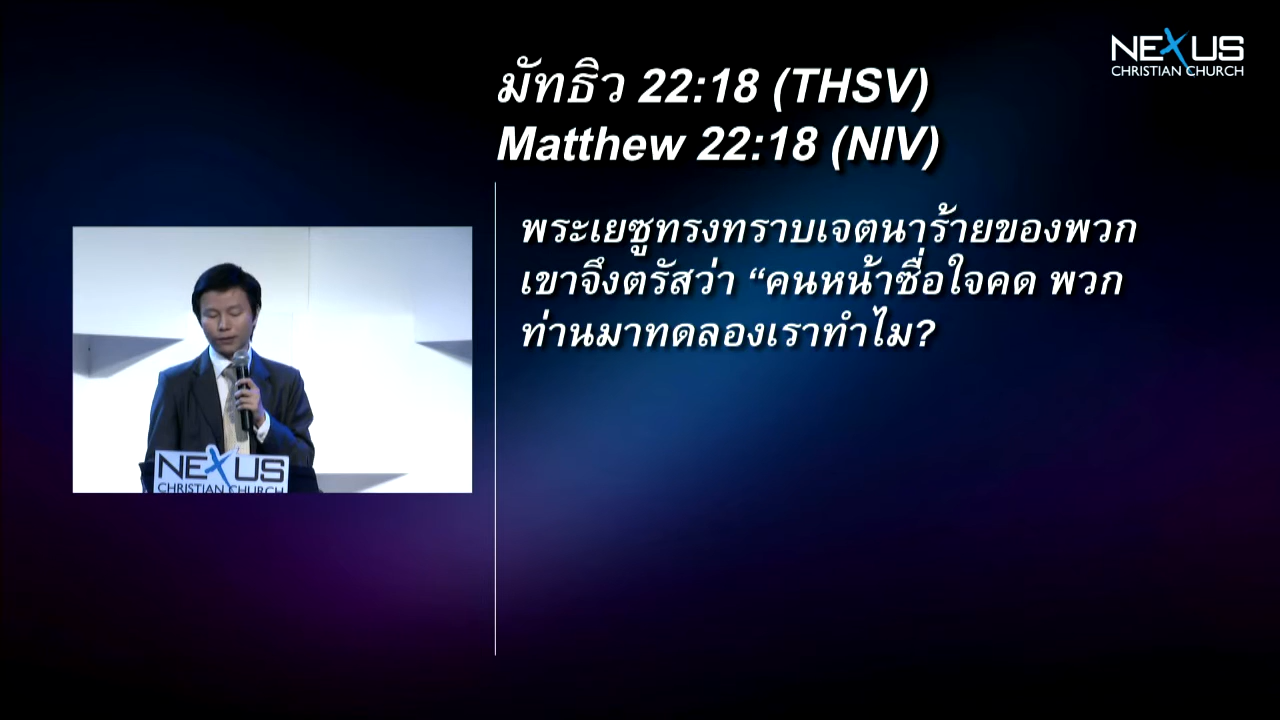 NEXUS
CHRISTIAN CHURCH
มัทธิว 22:18 (THSV)
Matthew 22:18 (NIV)
พระเยซูทรงทราบเจตนาร้ายของพวก
เขาจึงตรัสว่า “คนหน้าซื่อใจคด พวก
ท่านมาทดลองเราทำไม?
NEXUS
CHRISTIAN CHURCH